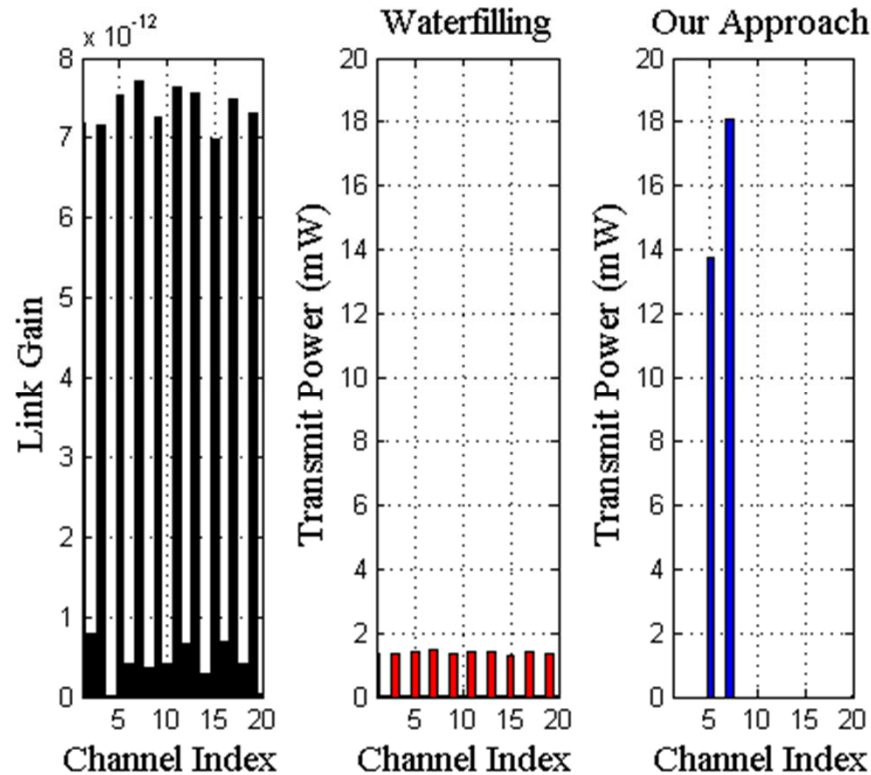 x 10^-12
8
7
6
5
4
3
2
1
0
Link Gain
5 10 15 20
Channel Index
Waterfilling
20
18
16
14
12
10
8
6
4
2
0
Transmit Power (mW)
5 10 15 20
Channel Index
Our Approach
20
18
16
14
12
10
8
6
4
2
0
Transmit Power (mW)
5 10 15 20
Channel Index